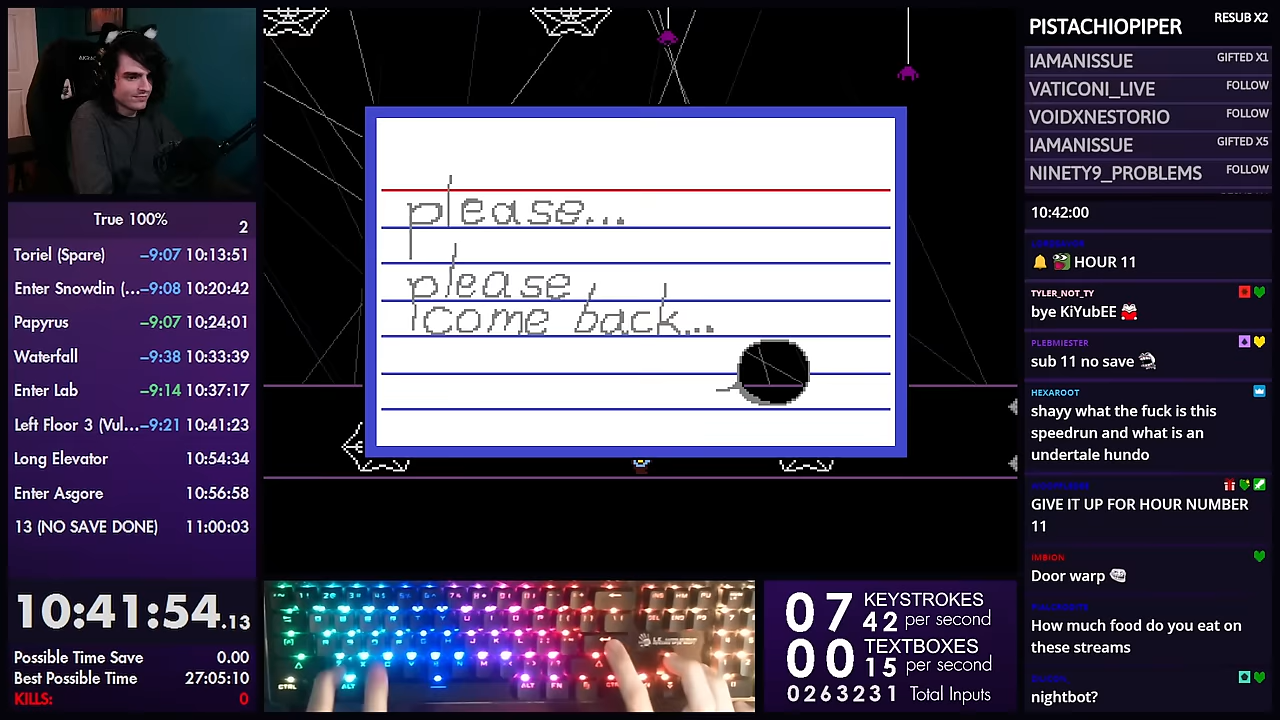 True 100%
2
Toriel (Spare) –9:07 10:13:51
Enter Snowdin (... –9:08 10:20:42
Papyrus –9:07 10:24:01
Waterfall –9:38 10:33:39
Enter Lab –9:14 10:37:17
Left Floor 3 (Vul... –9:21 10:41:23
Long Elevator 10:54:34
Enter Asgore 10:56:58
13 (NO SAVE DONE) 11:00:03
10:41:54.13
Possible Time Save 0.00
Best Possible Time 27:05:10
KILLS: 0
please...
please
come back...
07 42 KEYSTROKES per second
00 15 TEXTBOXES per second
0263231 Total Inputs
PISTACHIOPIPER RESUB X2
IAMANISSUE GIFTED X1
VATICONI_LIVE FOLLOW
VOIDXNESTORIO FOLLOW
IAMANISSUE GIFTED X5
NINETY9_PROBLEMS FOLLOW
10:42:00
HOUR 11
TYLER_NOT_TY
bye KiYubEE
PLEBMIESTER
sub 11 no save
HEXAROOT
shayy what the fuck is this
speedrun and what is an
undertale hundo
GIVE IT UP FOR HOUR NUMBER
11
IMBION
Door warp
How much food do you eat on
these streams
nightbot?